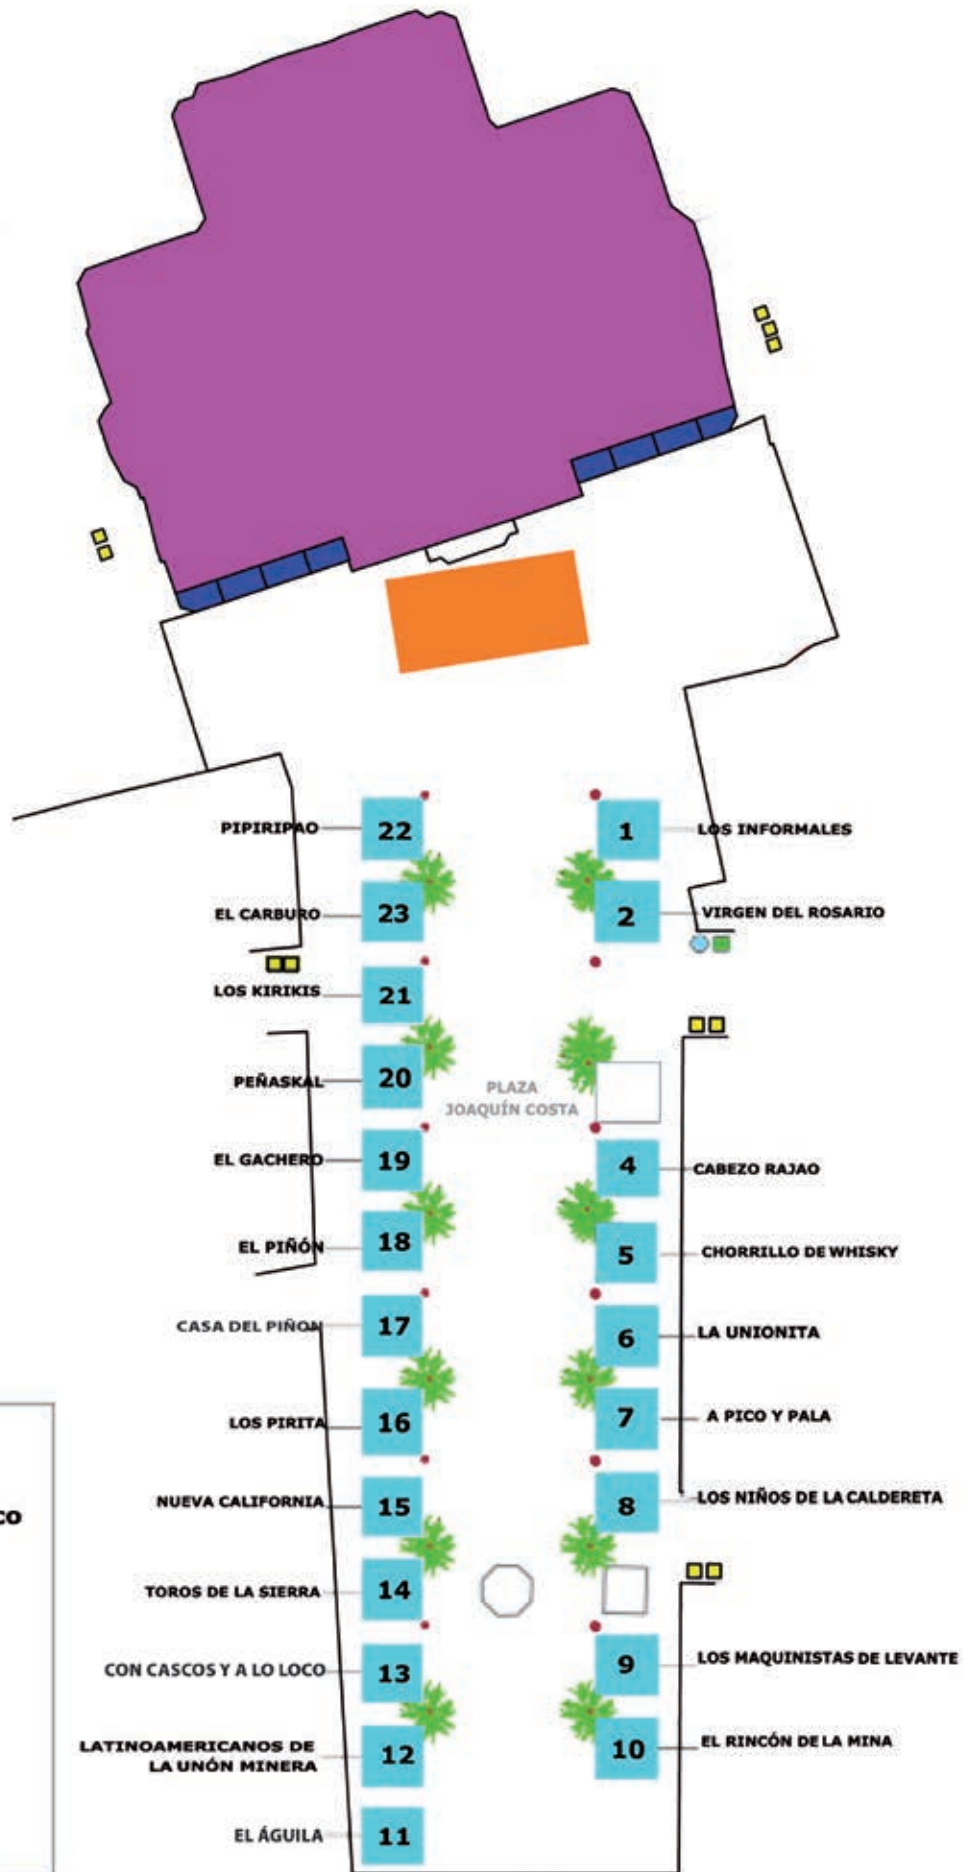 PIPIRIPAO 22 1 LOS INFORMALES
EL CARBURO 23 2 VIRGEN DEL ROSARIO
LOS KIRIKIS 21
PEÑASKAL 20
PLAZA
JOAQUÍN COSTA
EL GACHERO 19 4 CABEZO RAJAO
EL PIÑÓN 18 5 CHORRILLO DE WHISKY
CASA DEL PIÑON 17 6 LA UNIONITA
LOS PIRITA 16 7 A PICO Y PALA
NUEVA CALIFORNIA 15 8 LOS NIÑOS DE LA CALDERETA
CO
TOROS DE LA SIERRA 14
CON CASCOS Y A LO LOCO 13 9 LOS MAQUINISTAS DE LEVANTE
LATINOAMERICANOS DE
LA UNÓN MINERA 12 10 EL RINCÓN DE LA MINA
EL ÁGUILA 11